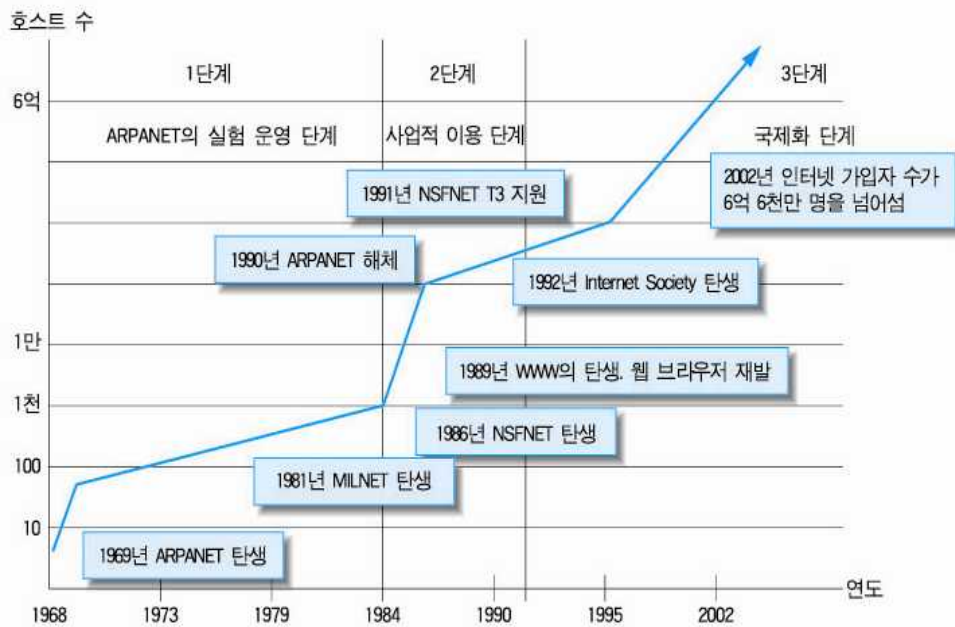 호스트 수
1단계
2단계
3단계
6억
ARPANET의 실험 운영 단계
사업적 이용 단계
국제화 단계
1991년 NSFNET T3 지원
2002년 인터넷 가입자 수가
6억 6천만 명을 넘어섬
1990년 ARPANET 해체
1992년 Internet Society 탄생
1만
1989년 WWW의 탄생. 웹 브라우저 재발
1천
1986년 NSFNET 탄생
100
1981년 MILNET 탄생
10
1969년 ARPANET 탄생
연도
1968
1973
1979
1984
1990
1995
2002